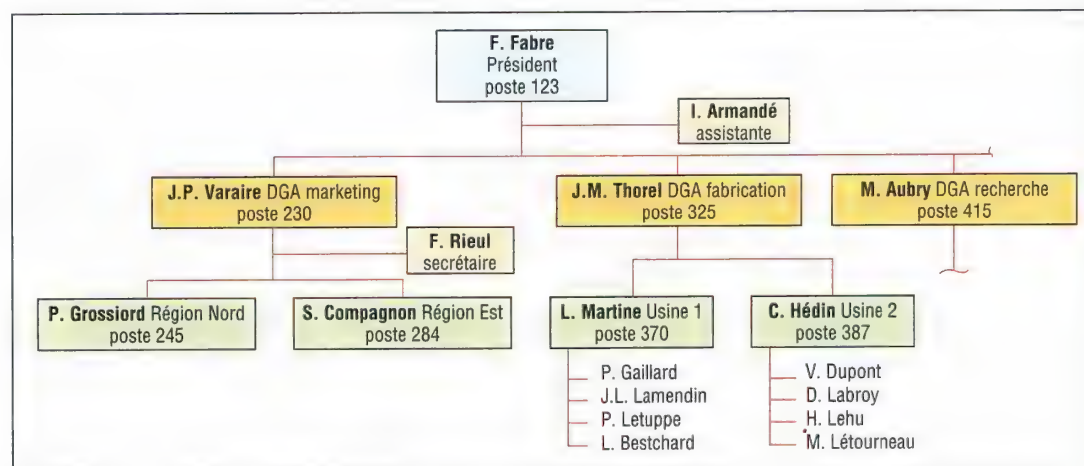 F. Fabre
Président
poste 123
I. Armandé
assistante
J.P. Varaire DGA marketing
poste 230
J.M. Thorel DGA fabrication
poste 325
M. Aubry DGA recherche
poste 415
F. Rieul
secrétaire
P. Grossiord Région Nord
poste 245
S. Compagnon Région Est
poste 284
L. Martine Usine 1
poste 370
C. Hédin Usine 2
poste 387
P. Gaillard
J.L. Lamendin
P. Letuppe
L. Bestchard
V. Dupont
D. Labroy
H. Lehu
M. Létourneau